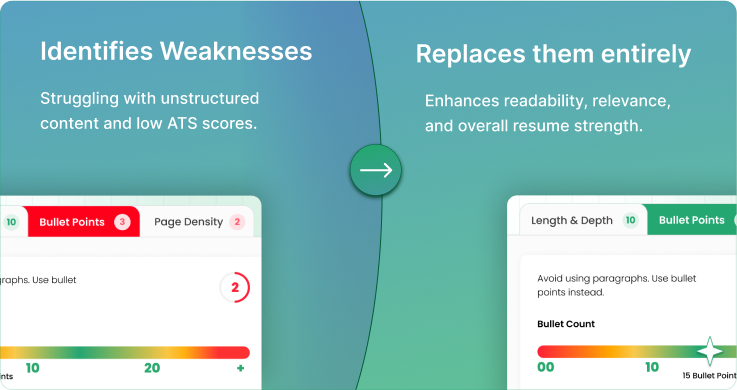 Identifies Weaknesses
Struggling with unstructured
content and low ATS scores.
Replaces them entirely
Enhances readability, relevance,
and overall resume strength.
10
Bullet Points 3
Page Density 2
graphs. Use bullet
2
10 20 +
nts
Length & Depth 10
Bullet Points
Avoid using paragraphs. Use bullet
points instead.
Bullet Count
00 10
15 Bullet Point